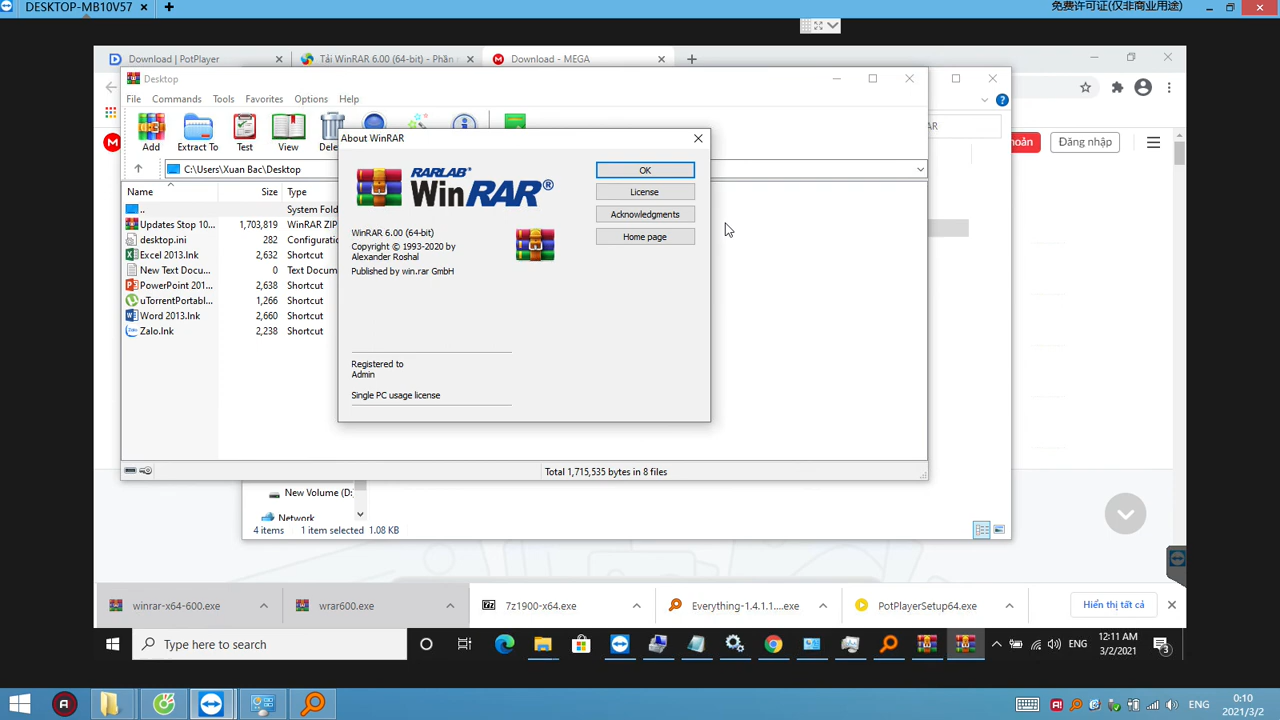 DESKTOP-MB10V57
免费许可证(仅非商业用途)
Download | PotPlayer
Tải WinRAR 6.00 (64-bit) - Phần
Download - MEGA
Desktop
File Commands Tools Favorites Options Help
Add
Extract To
Test
View
Dele
AR
Đăng nhập
C:\Users\Xuan Bac\Desktop
Name Size Type
.. System Fold
Updates Stop 10... 1,703,819 WinRAR ZIP
desktop.ini 282 Configuratio
Excel 2013.lnk 2,632 Shortcut
New Text Docu... 0 Text Docume
PowerPoint 201... 2,638 Shortcut
uTorrentPortabl... 1,266 Shortcut
Word 2013.lnk 2,660 Shortcut
Zalo.lnk 2,238 Shortcut
About WinRAR
RARLAB®
WinRAR®
OK
License
Acknowledgments
Home page
WinRAR 6.00 (64-bit)
Copyright © 1993-2020 by
Alexander Roshal
Published by win.rar GmbH
Registered to
Admin
Single PC usage license
Total 1,715,535 bytes in 8 files
New Volume (D:
Network
4 items 1 item selected 1.08 KB
winrar-x64-600.exe
wrar600.exe
7z1900-x64.exe
Everything-1.4.1.1....exe
PotPlayerSetup64.exe
Hiển thị tất cả
Type here to search
ENG
12:11 AM
3/2/2021
3
ENG
0:10
2021/3/2